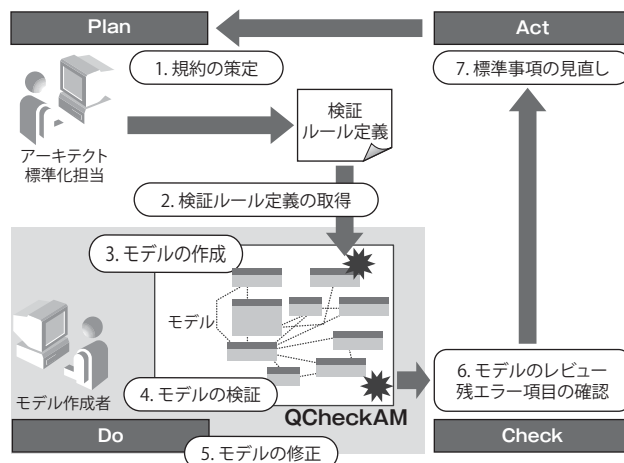 Plan
Act
1. 規約の策定
7. 標準事項の見直し
検証
ルール定義
アーキテクト
標準化担当
2. 検証ルール定義の取得
3. モデルの作成
モデル
モデル作成者
4. モデルの検証
QCheckAM
6. モデルのレビュー
残エラー項目の確認
Do
Check
5. モデルの修正